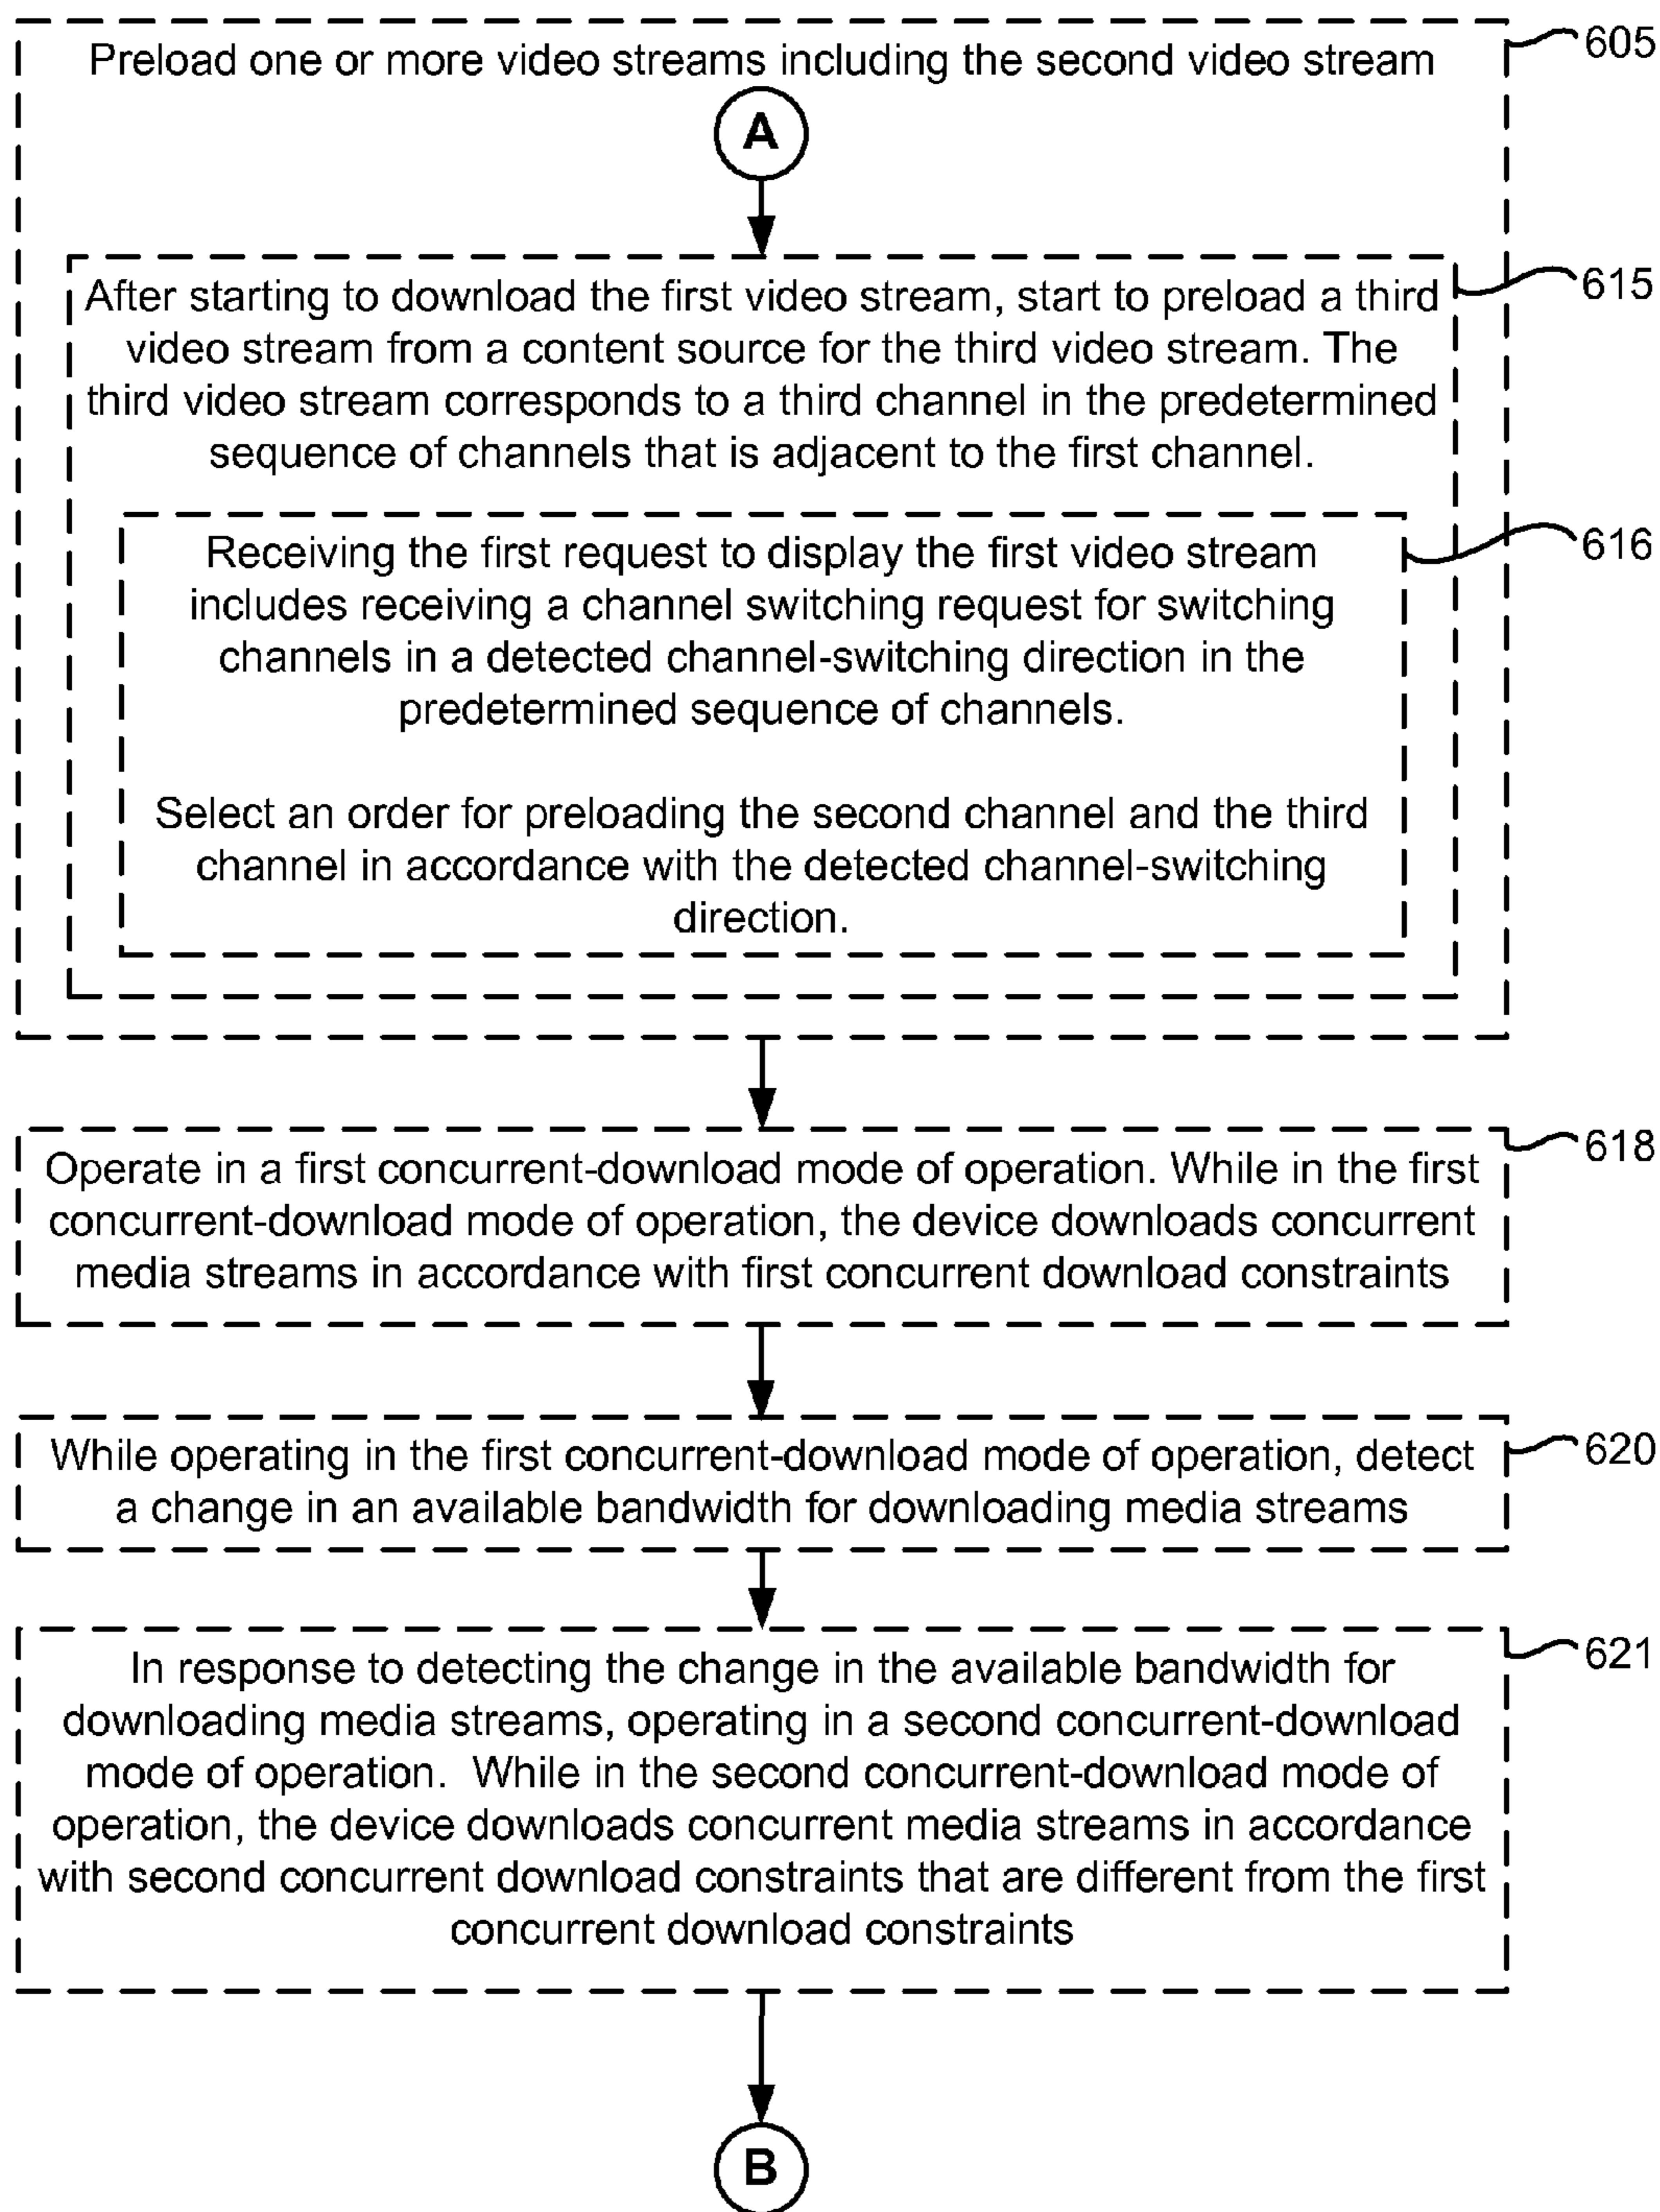 Preload one or more video streams including the second video stream
605
A
After starting to download the first video stream, start to preload a third
video stream from a content source for the third video stream. The
third video stream corresponds to a third channel in the predetermined
sequence of channels that is adjacent to the first channel.
615
Receiving the first request to display the first video stream
includes receiving a channel switching request for switching
channels in a detected channel-switching direction in the
predetermined sequence of channels.
616
Select an order for preloading the second channel and the third
channel in accordance with the detected channel-switching
direction.
Operate in a first concurrent-download mode of operation. While in the first
concurrent-download mode of operation, the device downloads concurrent
media streams in accordance with first concurrent download constraints
618
While operating in the first concurrent-download mode of operation, detect
a change in an available bandwidth for downloading media streams
620
In response to detecting the change in the available bandwidth for
downloading media streams, operating in a second concurrent-download
mode of operation.  While in the second concurrent-download mode of
operation, the device downloads concurrent media streams in accordance
with second concurrent download constraints that are different from the first
concurrent download constraints
621
B